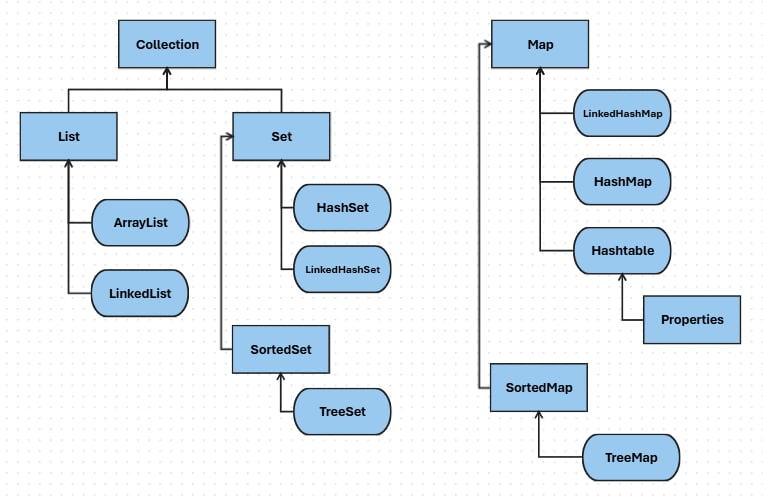 Collection
Map
List
Set
LinkedHashMap
HashMap
ArrayList
HashSet
Hashtable
LinkedList
LinkedHashSet
Properties
SortedSet
SortedMap
TreeSet
TreeMap